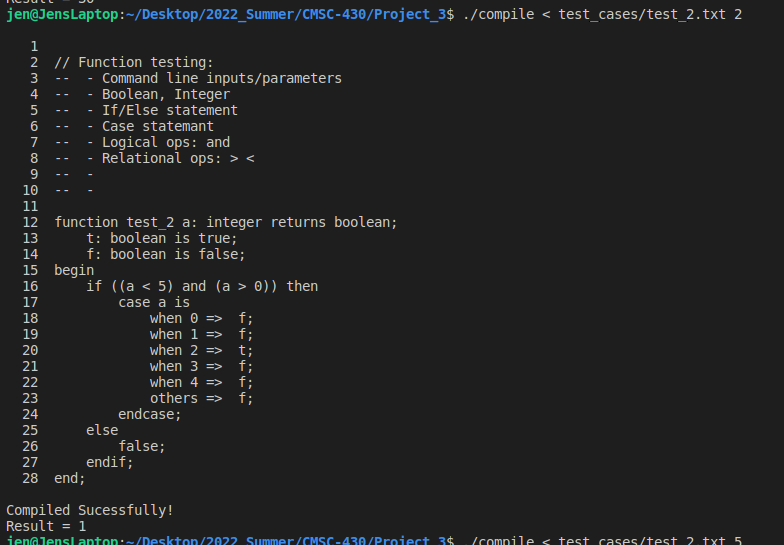 Result = 30
jen@JensLaptop:~/Desktop/2022_Summer/CMSC-430/Project_3$ ./compile < test_cases/test_2.txt 2
1
2 // Function testing:
3 -- - Command line inputs/parameters
4 -- - Boolean, Integer
5 -- - If/Else statement
6 -- - Case statemant
7 -- - Logical ops: and
8 -- - Relational ops: > <
9 -- -
10 -- -
11
12 function test_2 a: integer returns boolean;
13 t: boolean is true;
14 f: boolean is false;
15 begin
16 if ((a < 5) and (a > 0)) then
17 case a is
18 when 0 => f;
19 when 1 => f;
20 when 2 => t;
21 when 3 => f;
22 when 4 => f;
23 others => f;
24 endcase;
25 else
26 false;
27 endif;
28 end;
Compiled Sucessfully!
Result = 1
jen@JensLaptop:~/Desktop/2022_Summer/CMSC-430/Project_3$ ./compile < test_cases/test_2.txt 5